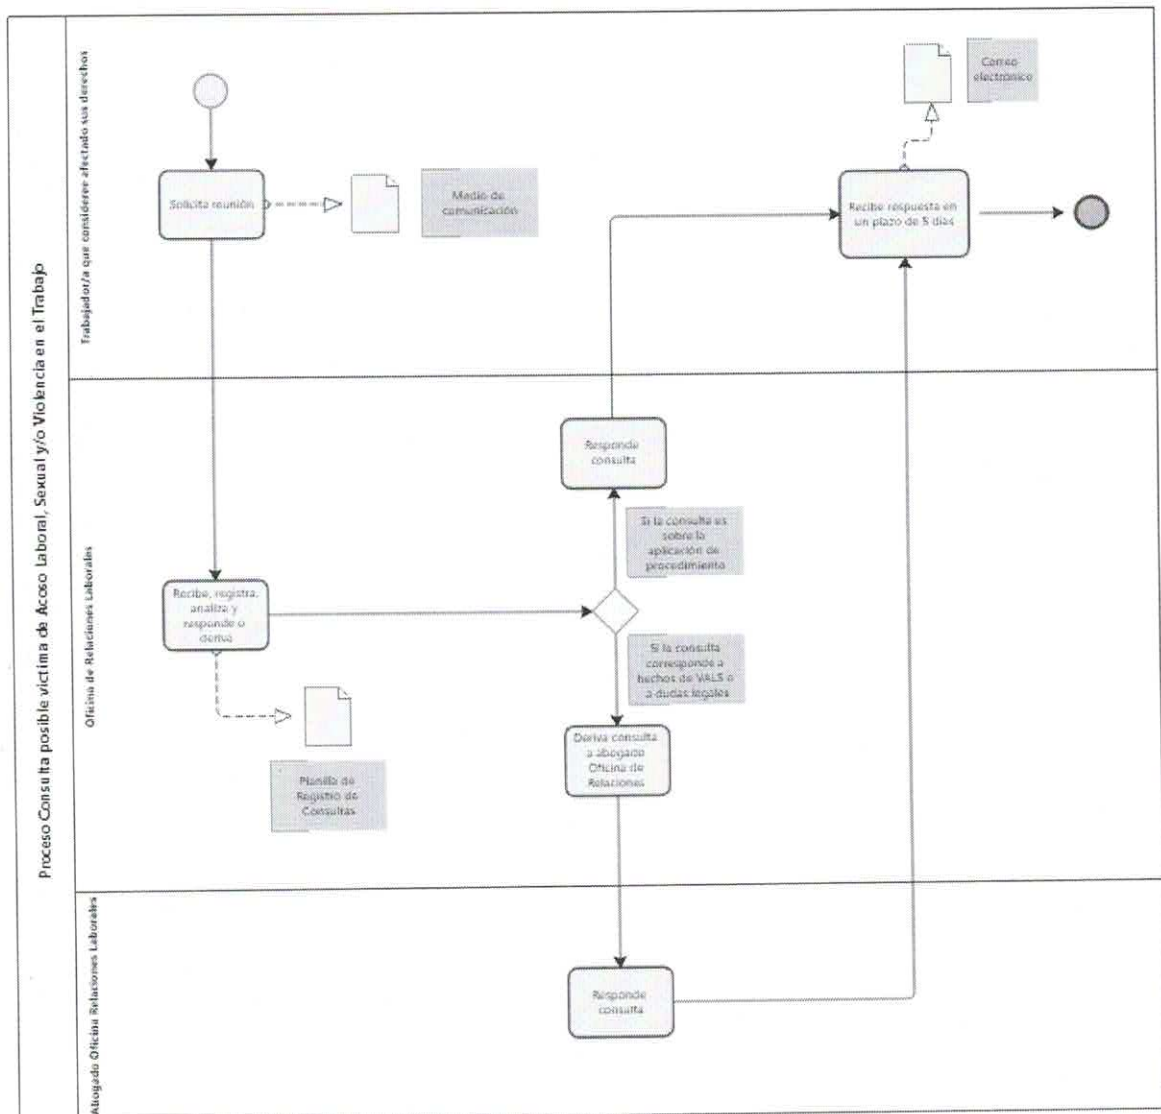 Proceso Consulta posible victima de Acoso Laboral, Sexual y/o Violencia en el Trabajo
Trabajador/a que considere afectado sus derechos
Solicita reunión
Medio de
comunicación
Correo
electrónico
Recibe respuesta en
un plazo de 5 días
Oficina de Relaciones Laborales
Responde
consulta
Si la consulta es
sobre la
aplicación de
procedimiento
Recibe, registra,
analiza y
responde o
deriva
Si la consulta
corresponde a
hechos de VALS o
a dudas legales
Deriva consulta
a abogado
Oficina de
Relaciones
Planilla de
Registro de
Consultas
Abogado Oficina Relaciones Laborales
Responde
consulta